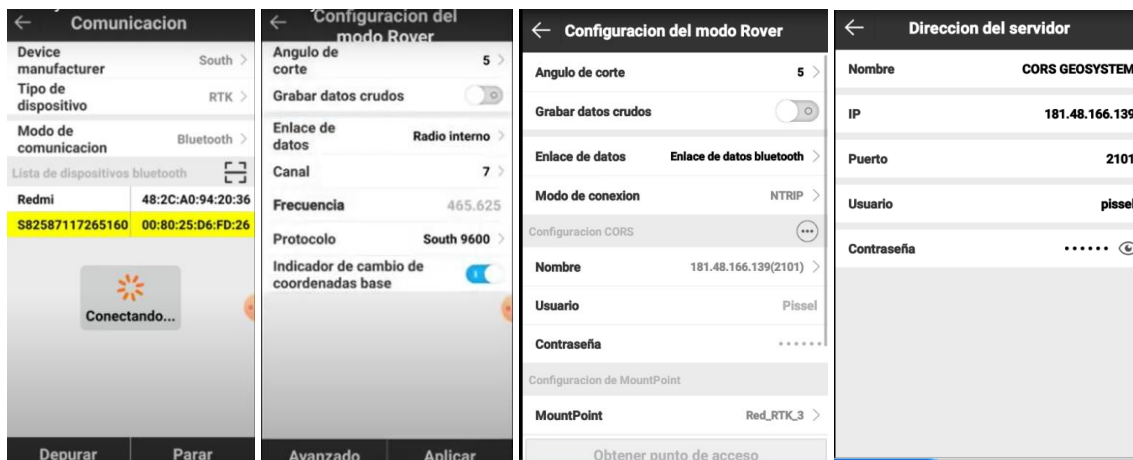 Comunicacion
Device manufacturer South
Tipo de dispositivo RTK
Modo de comunicacion Bluetooth
Lista de dispositivos bluetooth
Redmi 48:2C:A0:94:20:36
S82587117265160 00:80:25:D6:FD:26
Conectando...
Depurar Parar
Configuracion del modo Rover
Angulo de corte 5
Grabar datos crudos
Enlace de datos Radio interno
Canal 7
Frecuencia 465.625
Protocolo South 9600
Indicador de cambio de coordenadas base
Avanzado Aplicar
Configuracion del modo Rover
Angulo de corte 5
Grabar datos crudos
Enlace de datos Enlace de datos bluetooth
Modo de conexion NTRIP
Configuracion CORS
Nombre 181.48.166.139(2101)
Usuario Pissel
Contraseña ••••••
Configuracion de MountPoint
MountPoint Red_RTK_3
Obtener punto de acceso
Direccion del servidor
Nombre CORS GEOSYSTEM
IP 181.48.166.139
Puerto 2101
Usuario pissel
Contraseña ••••••